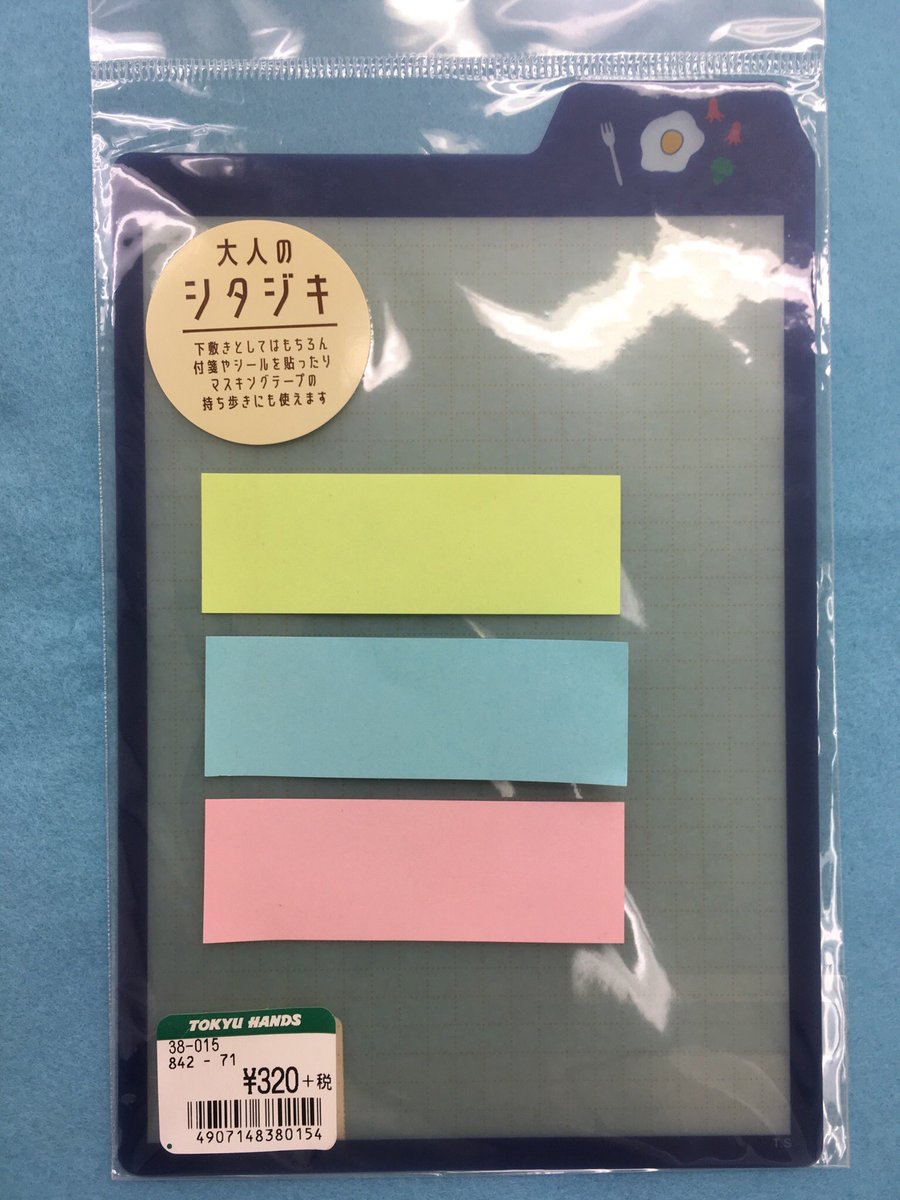 大人の
シタジキ
下敷きとしてはもちろん
付箋やシールを貼ったり
マスキングテープの
持ち歩きにも使えます
TOKYU HANDS
38-015
842 - 71
¥320+税
4907148380154
T.S